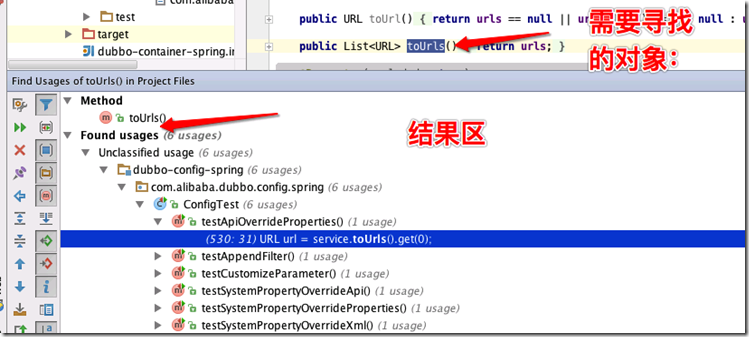 com.alibaba
test
target
dubbo-container-spring.in
public URL toUrl() { return urls == null || ur
null : u
public List<URL> toUrls()
return urls; }
需要寻找
的对象:
Find Usages of toUrls() in Project Files
Method
toUrls()
Found usages (6 usages)
结果区
Unclassified usage (6 usages)
dubbo-config-spring (6 usages)
com.alibaba.dubbo.config.spring (6 usages)
ConfigTest (6 usages)
testApiOverrideProperties() (1 usage)
(530: 31) URL url = service.toUrls().get(0);
testAppendFilter() (1 usage)
testCustomizeParameter() (1 usage)
testSystemPropertyOverrideApi() (1 usage)
testSystemPropertyOverrideProperties() (1 usage)
testSystemPropertyOverrideXml() (1 usage)